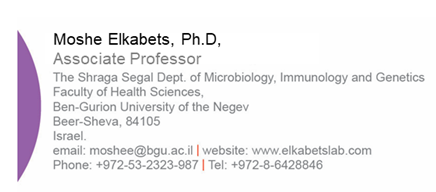 Moshe Elkabets, Ph.D,
Associate Professor
The Shraga Segal Dept. of Microbiology, Immunology and Genetics
Faculty of Health Sciences,
Ben-Gurion University of the Negev
Beer-Sheva, 84105
Israel.
email: moshee@bgu.ac.il | website: www.elkabetslab.com
Phone: +972-53-2323-987 | Tel: +972-8-6428846